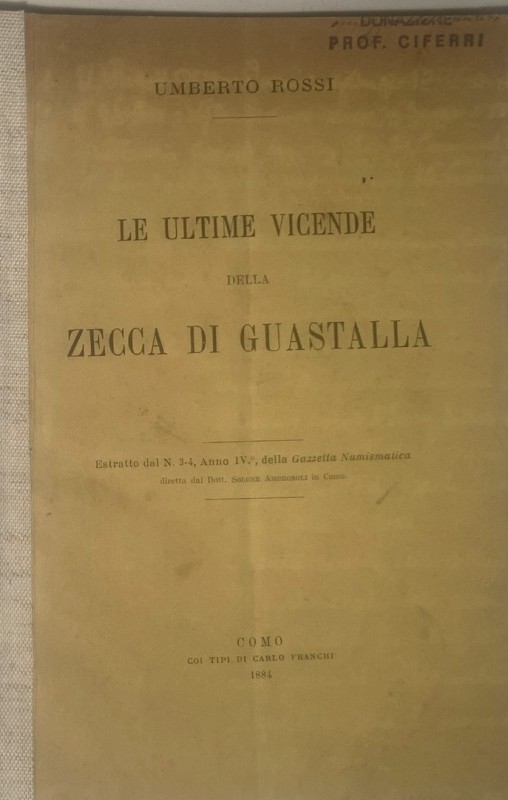 DONAZIONE
PROF. CIFERRI
UMBERTO ROSSI
LE ULTIME VICENDE
DELLA
ZECCA DI GUASTALLA
Estratto dal N. 3-4, Anno IV.°, della Gazzetta Numismatica
diretta dal Dott. Solone Ambrosoli in Como.
COMO
COI TIPI DI CARLO FRANCHI
1884